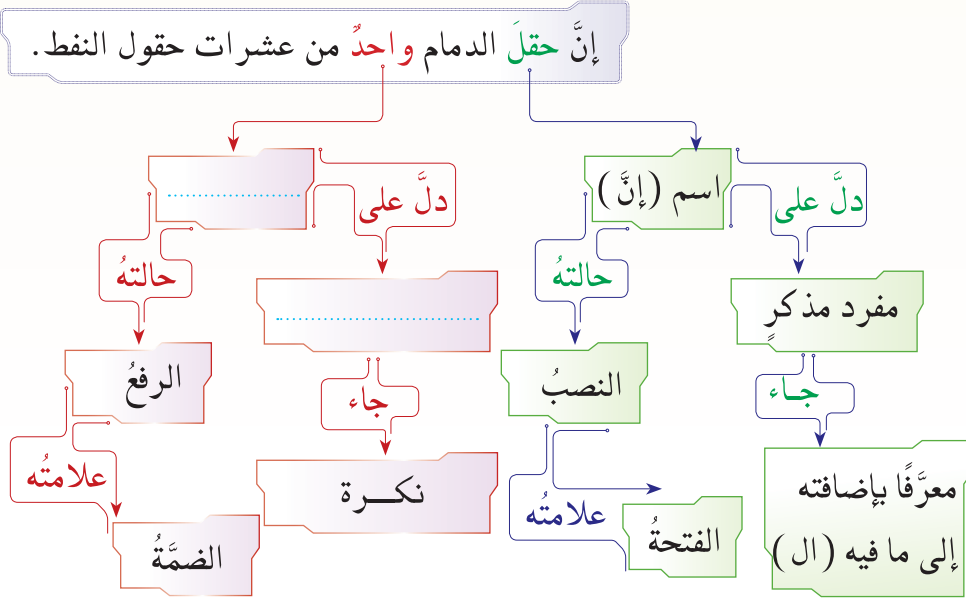 إنَّ حقلَ الدمام واحدٌ من عشرات حقول النفط.
اسم (إنَّ)
دلَّ على
مفرد مذكرٍ
جـاء
معرَّفًا بإضافته
إلى ما فيه (ال)
حالتهُ
النصبُ
علامتُه
الفتحةُ
....................
دلَّ على
....................
جاء
نكـــرة
حالتهُ
الرفعُ
علامتُه
الضمَّةُ